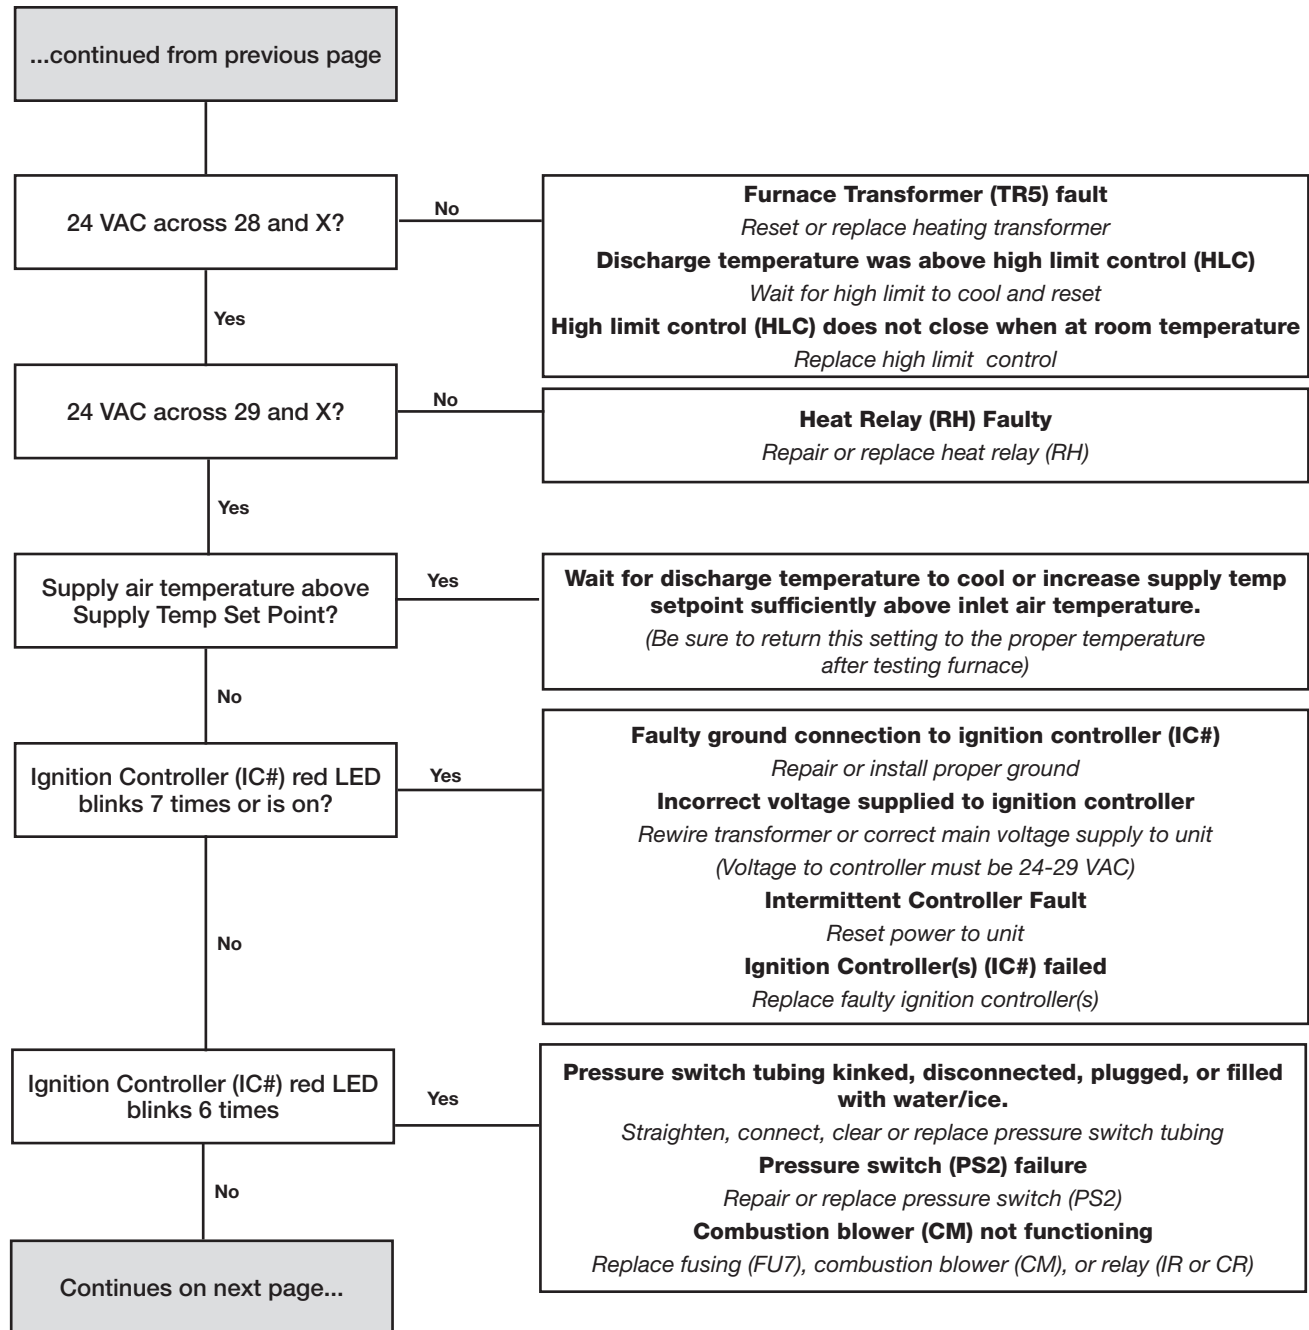 ...continued from previous page
24 VAC across 28 and X?
No
Furnace Transformer (TR5) fault
Reset or replace heating transformer
Discharge temperature was above high limit control (HLC)
Wait for high limit to cool and reset
High limit control (HLC) does not close when at room temperature
Replace high limit control
Yes
24 VAC across 29 and X?
No
Heat Relay (RH) Faulty
Repair or replace heat relay (RH)
Yes
Supply air temperature above
Supply Temp Set Point?
Yes
Wait for discharge temperature to cool or increase supply temp
setpoint sufficiently above inlet air temperature.
(Be sure to return this setting to the proper temperature
after testing furnace)
No
Ignition Controller (IC#) red LED
blinks 7 times or is on?
Yes
Faulty ground connection to ignition controller (IC#)
Repair or install proper ground
Incorrect voltage supplied to ignition controller
Rewire transformer or correct main voltage supply to unit
(Voltage to controller must be 24-29 VAC)
Intermittent Controller Fault
Reset power to unit
Ignition Controller(s) (IC#) failed
Replace faulty ignition controller(s)
No
Ignition Controller (IC#) red LED
blinks 6 times
Yes
Pressure switch tubing kinked, disconnected, plugged, or filled
with water/ice.
Straighten, connect, clear or replace pressure switch tubing
Pressure switch (PS2) failure
Repair or replace pressure switch (PS2)
Combustion blower (CM) not functioning
Replace fusing (FU7), combustion blower (CM), or relay (IR or CR)
No
Continues on next page...